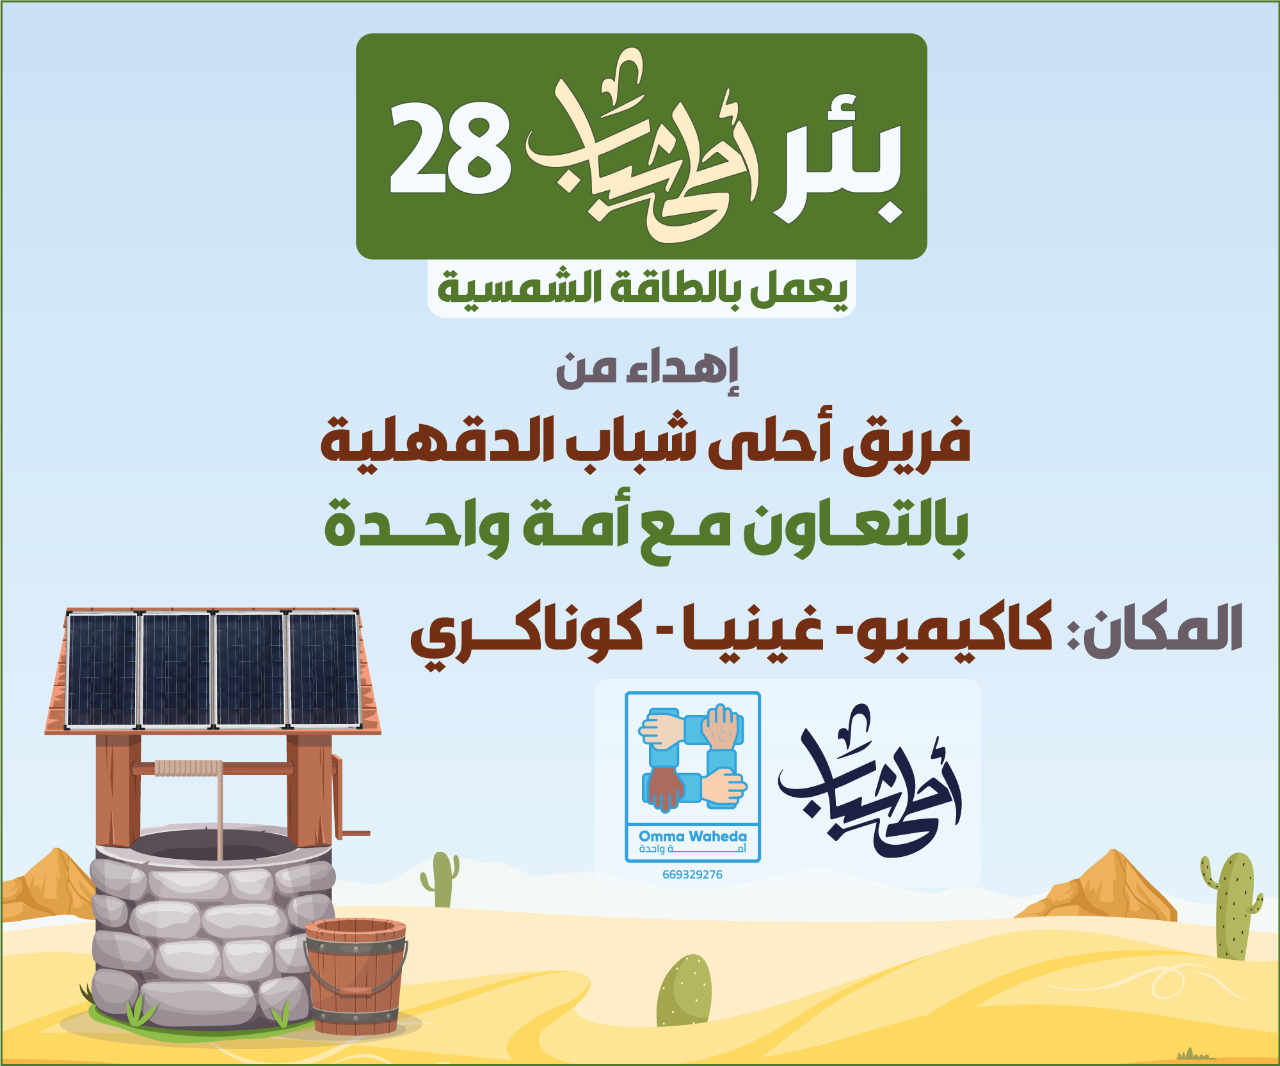 بئر أحلى شباب 28
يعمل بالطاقة الشمسية
إهداء من
فريق أحلى شباب الدقهلية
بالتعـاون مـع أمـة واحـدة
المكان: كاكيمبو- غينيـا - كوناكـري
أحلى شباب
Omma Waheda
أمـــة واحدة
669329276